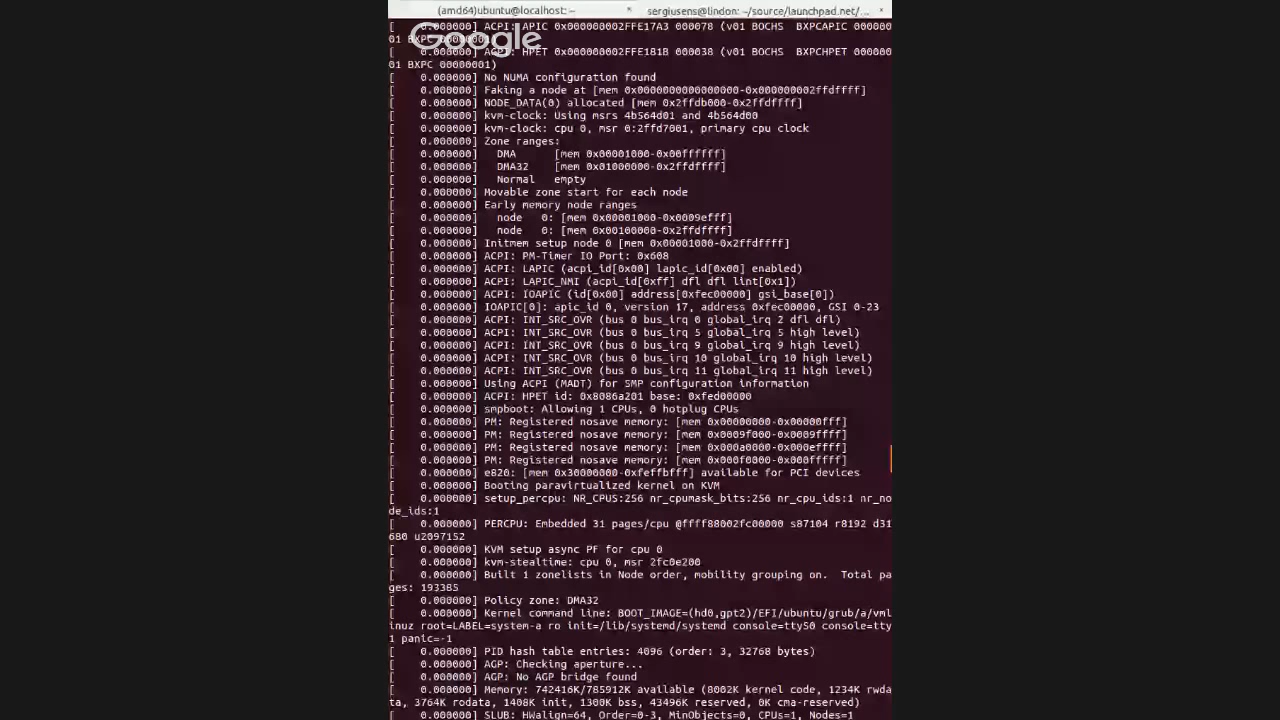 (amd64)ubuntu@localhost: ~ × sergiusens@lindon: ~/source/launchpad.net/... ×
Google
[    0.000000] ACPI: APIC 0x000000002FFE17A3 000078 (v01 BOCHS  BXPCAPIC 000000
01 BXPC 00000001)
[    0.000000] ACPI: HPET 0x000000002FFE181B 000038 (v01 BOCHS  BXPCHPET 000000
01 BXPC 00000001)
[    0.000000] No NUMA configuration found
[    0.000000] Faking a node at [mem 0x0000000000000000-0x000000002ffdffff]
[    0.000000] NODE_DATA(0) allocated [mem 0x2ffdb000-0x2ffdffff]
[    0.000000] kvm-clock: Using msrs 4b564d01 and 4b564d00
[    0.000000] kvm-clock: cpu 0, msr 0:2ffd7001, primary cpu clock
[    0.000000] Zone ranges:
[    0.000000]   DMA      [mem 0x00001000-0x00ffffff]
[    0.000000]   DMA32    [mem 0x01000000-0x2ffdffff]
[    0.000000]   Normal   empty
[    0.000000] Movable zone start for each node
[    0.000000] Early memory node ranges
[    0.000000]   node   0: [mem 0x00001000-0x0009efff]
[    0.000000]   node   0: [mem 0x00100000-0x2ffdffff]
[    0.000000] Initmem setup node 0 [mem 0x00001000-0x2ffdffff]
[    0.000000] ACPI: PM-Timer IO Port: 0x608
[    0.000000] ACPI: LAPIC (acpi_id[0x00] lapic_id[0x00] enabled)
[    0.000000] ACPI: LAPIC_NMI (acpi_id[0xff] dfl dfl lint[0x1])
[    0.000000] ACPI: IOAPIC (id[0x00] address[0xfec00000] gsi_base[0])
[    0.000000] IOAPIC[0]: apic_id 0, version 17, address 0xfec00000, GSI 0-23
[    0.000000] ACPI: INT_SRC_OVR (bus 0 bus_irq 0 global_irq 2 dfl dfl)
[    0.000000] ACPI: INT_SRC_OVR (bus 0 bus_irq 5 global_irq 5 high level)
[    0.000000] ACPI: INT_SRC_OVR (bus 0 bus_irq 9 global_irq 9 high level)
[    0.000000] ACPI: INT_SRC_OVR (bus 0 bus_irq 10 global_irq 10 high level)
[    0.000000] ACPI: INT_SRC_OVR (bus 0 bus_irq 11 global_irq 11 high level)
[    0.000000] Using ACPI (MADT) for SMP configuration information
[    0.000000] ACPI: HPET id: 0x8086a201 base: 0xfed00000
[    0.000000] smpboot: Allowing 1 CPUs, 0 hotplug CPUs
[    0.000000] PM: Registered nosave memory: [mem 0x00000000-0x00000fff]
[    0.000000] PM: Registered nosave memory: [mem 0x0009f000-0x0009ffff]
[    0.000000] PM: Registered nosave memory: [mem 0x000a0000-0x000effff]
[    0.000000] PM: Registered nosave memory: [mem 0x000f0000-0x000fffff]
[    0.000000] e820: [mem 0x30000000-0xfeffbfff] available for PCI devices
[    0.000000] Booting paravirtualized kernel on KVM
[    0.000000] setup_percpu: NR_CPUS:256 nr_cpumask_bits:256 nr_cpu_ids:1 nr_no
de_ids:1
[    0.000000] PERCPU: Embedded 31 pages/cpu @ffff88002fc00000 s87104 r8192 d31
680 u2097152
[    0.000000] KVM setup async PF for cpu 0
[    0.000000] kvm-stealtime: cpu 0, msr 2fc0e200
[    0.000000] Built 1 zonelists in Node order, mobility grouping on.  Total pa
ges: 193385
[    0.000000] Policy zone: DMA32
[    0.000000] Kernel command line: BOOT_IMAGE=(hd0,gpt2)/EFI/ubuntu/grub/a/vml
inuz root=LABEL=system-a ro init=/lib/systemd/systemd console=ttyS0 console=tty
1 panic=-1
[    0.000000] PID hash table entries: 4096 (order: 3, 32768 bytes)
[    0.000000] AGP: Checking aperture...
[    0.000000] AGP: No AGP bridge found
[    0.000000] Memory: 742416K/785912K available (8002K kernel code, 1234K rwda
ta, 3764K rodata, 1408K init, 1300K bss, 43496K reserved, 0K cma-reserved)
[    0.000000] SLUB: HWalign=64, Order=0-3, MinObjects=0, CPUs=1, Nodes=1